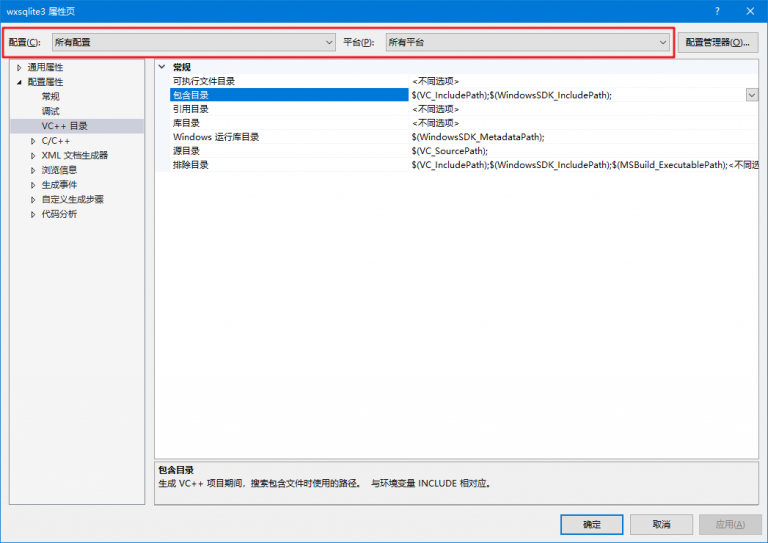 wxsqlite3 属性页
配置(C): 所有配置 平台(P): 所有平台 配置管理器(O)...
通用属性
配置属性
常规
调试
VC++ 目录
C/C++
XML 文档生成器
浏览信息
生成事件
自定义生成步骤
代码分析
常规
可执行文件目录 <不同选项>
包含目录 $(VC_IncludePath);$(WindowsSDK_IncludePath);
引用目录 <不同选项>
库目录 <不同选项>
Windows 运行库目录 $(WindowsSDK_MetadataPath);
源目录 $(VC_SourcePath);
排除目录 $(VC_IncludePath);$(WindowsSDK_IncludePath);$(MSBuild_ExecutablePath);<不同选
包含目录
生成 VC++ 项目期间，搜索包含文件时使用的路径。 与环境变量 INCLUDE 相对应。
确定 取消 应用(A)